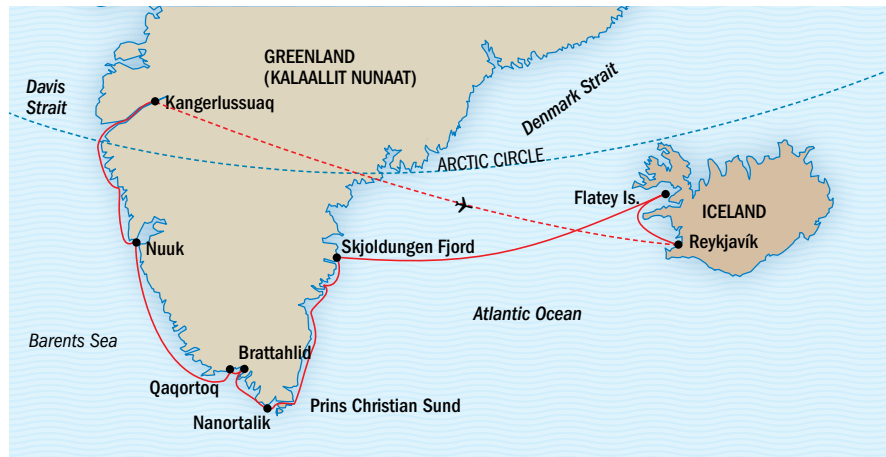 GREENLAND
(KALAALLIT NUNAAT)
Davis
Strait
Kangerlussuaq
Denmark Strait
ARCTIC CIRCLE
Flatey Is.
ICELAND
Reykjavík
Nuuk
Skjoldungen Fjord
Atlantic Ocean
Barents Sea
Brattahlid
Qaqortoq
Nanortalik
Prins Christian Sund